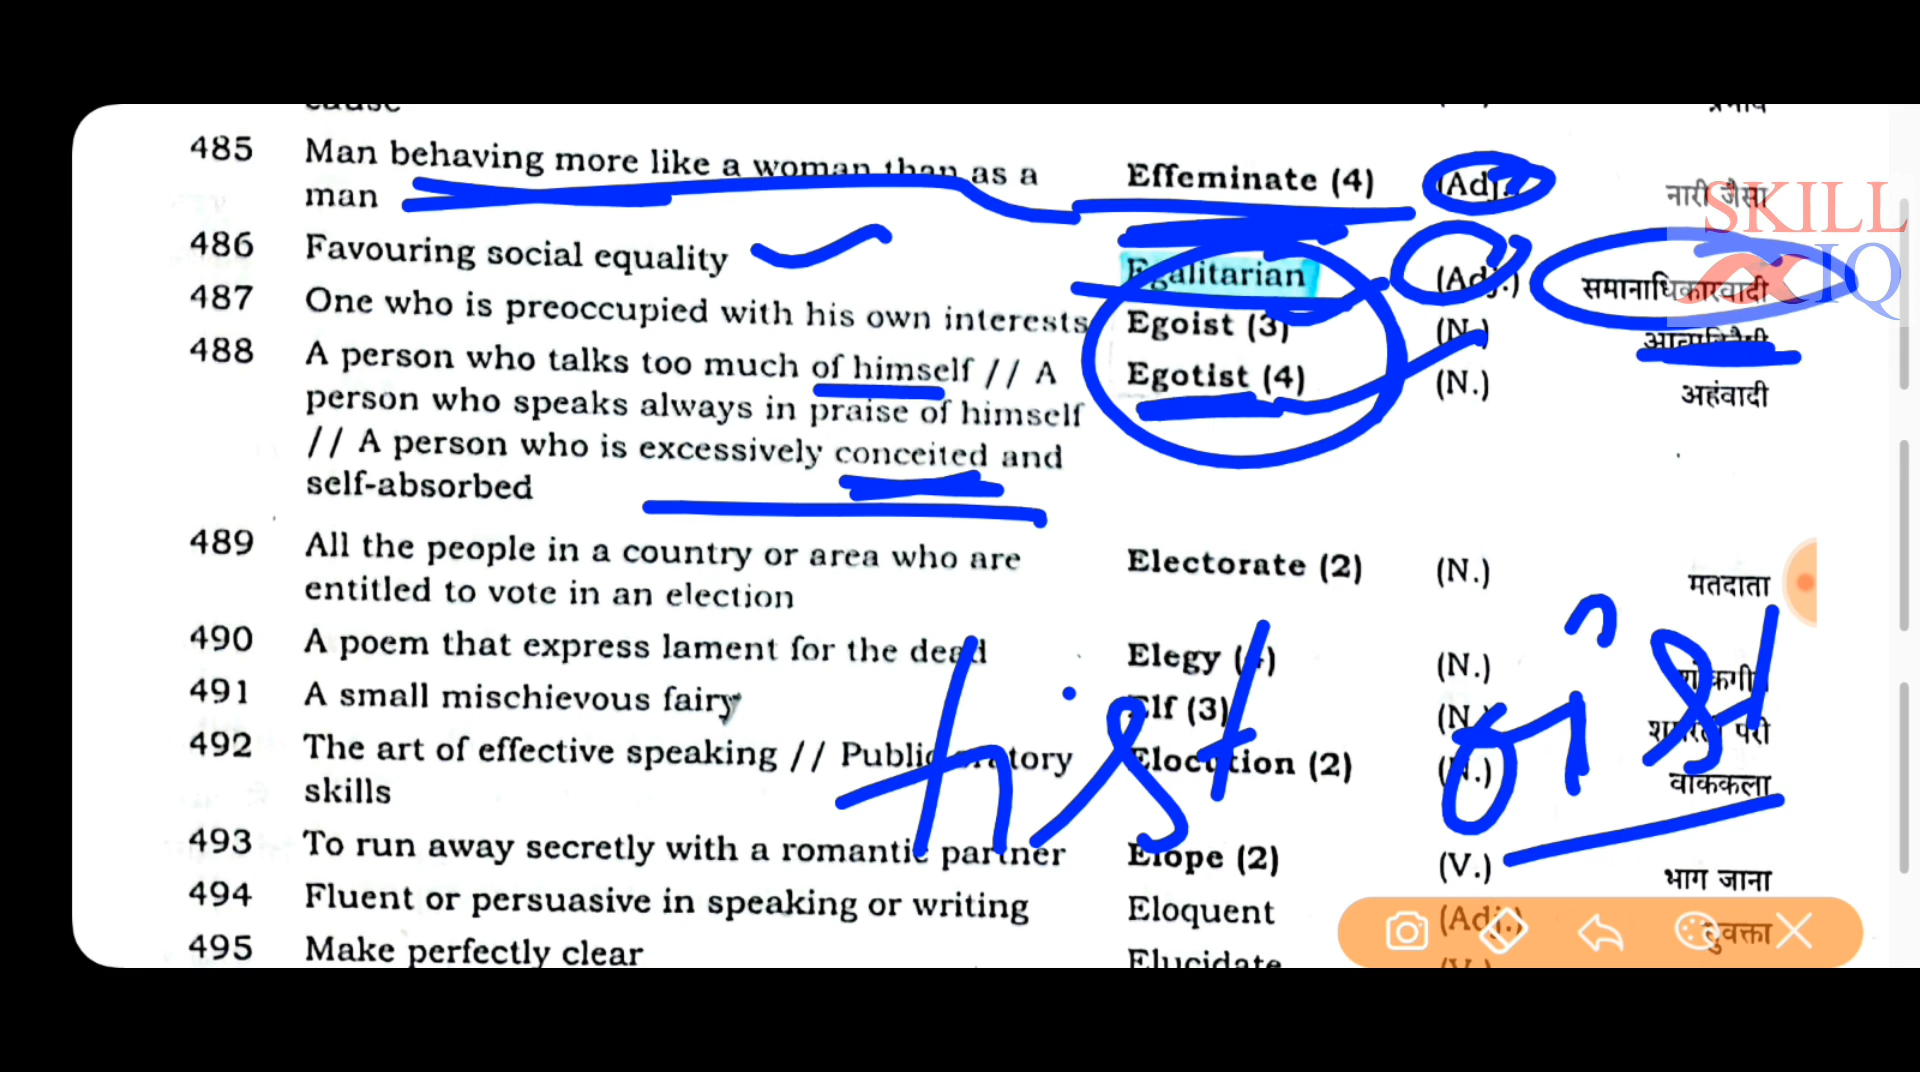 485 Man behaving more like a woman than as a Effeminate (4) (Adj.) नारी जैसा
man
486 Favouring social equality Egalitarian (Adj.) समानाधिकारवादी
487 One who is preoccupied with his own interests Egoist (3) (N.)
488 A person who talks too much of himself // A Egotist (4) (N.) अहंवादी
person who speaks always in praise of himself
// A person who is excessively conceited and
self-absorbed
489 All the people in a country or area who are Electorate (2) (N.) मतदाता
entitled to vote in an election
490 A poem that express lament for the dead Elegy (N.)
491 A small mischievous fairy Elf (3) (N.) परी
492 The art of effective speaking // Public oratory Elocution (2) (N.) वाककला
skills
493 To run away secretly with a romantic partner Elope (2) (V.) भाग जाना
494 Fluent or persuasive in speaking or writing Eloquent (Adj.)
495 Make perfectly clear Elucidate
SKILL
IQ